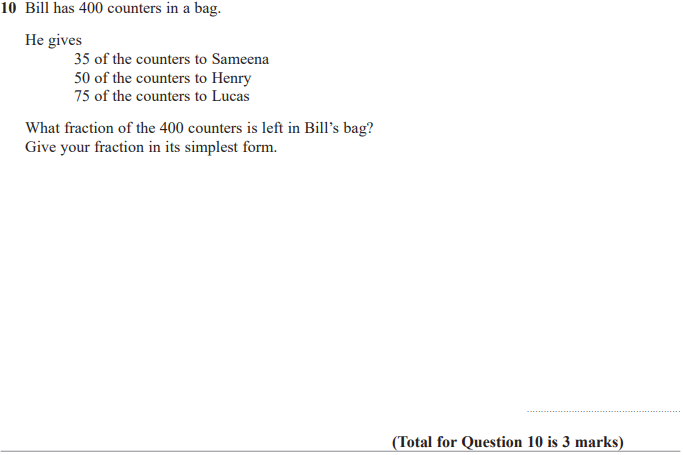 10 Bill has 400 counters in a bag.
He gives
35 of the counters to Sameena
50 of the counters to Henry
75 of the counters to Lucas
What fraction of the 400 counters is left in Bill’s bag?
Give your fraction in its simplest form.
(Total for Question 10 is 3 marks)